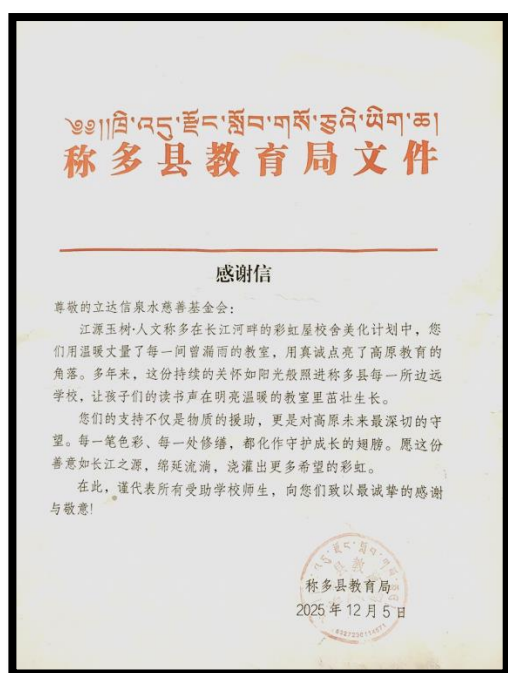 ༄༅།།ཁྲི་འདུ་རྫོང་སློབ་གསོ་ཅུའི་ཡིག་ཆ།
称多县教育局文件
感谢信
尊敬的立达信泉水慈善基金会：
江源玉树·人文称多在长江河畔的彩虹屋校舍美化计划中，您
们用温暖丈量了每一间曾漏雨的教室，用真诚点亮了高原教育的
角落。多年来，这份持续的关怀如阳光般照进称多县每一所边远
学校，让孩子们的读书声在明亮温暖的教室里茁壮生长。
您们的支持不仅是物质的援助，更是对高原未来最深切的守
望。每一笔色彩、每一处修缮，都化作守护成长的翅膀。愿这份
善意如长江之源，绵延流淌，浇灌出更多希望的彩虹。
在此，谨代表所有受助学校师生，向您们致以最诚挚的感谢
与敬意!
称多县教育局
2025年12月5日